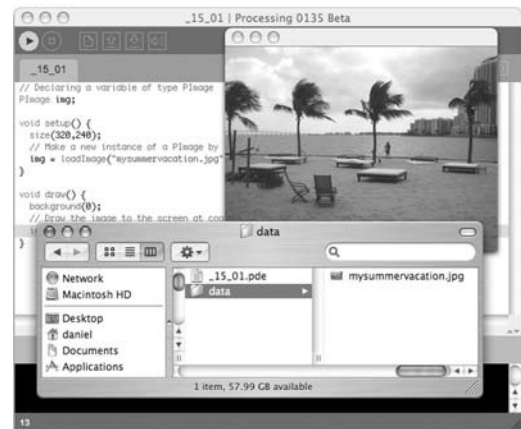 _15_01 | Processing 0135 Beta
_15_01
// Declaring a variable of type PImage
PImage img;
void setup() {
size(320,240);
// Make a new instance of a PImage by
img = loadImage("mysummervacation.jpg"
}
void draw() {
background(0);
// Draw the image to the screen at
}
data
Network
Macintosh HD
Desktop
daniel
Documents
Applications
_15_01.pde
data
mysummervacation.jpg
1 item, 57.99 GB available
13